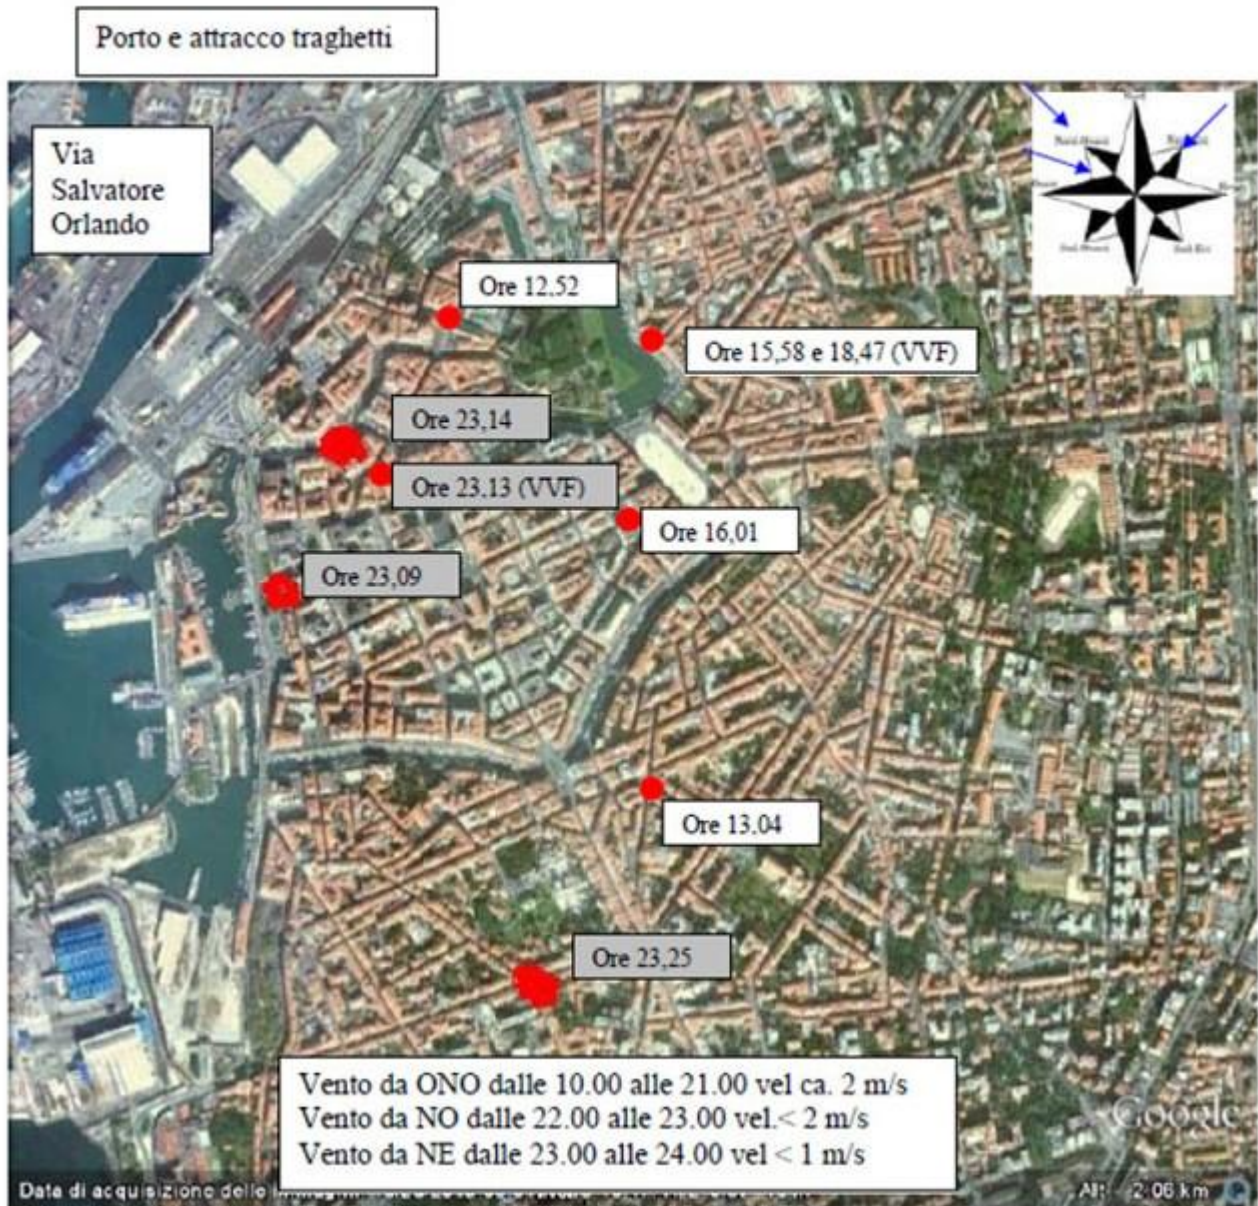 Porto e attracco traghetti
Via
Salvatore
Orlando
Ore 12,52
Ore 15,58 e 18,47 (VVF)
Ore 23,14
Ore 23,13 (VVF)
Ore 16,01
Ore 23,09
Ore 13.04
Ore 23,25
Vento da ONO dalle 10.00 alle 21.00 vel ca. 2 m/s
Vento da NO dalle 22.00 alle 23.00 vel.< 2 m/s
Vento da NE dalle 23.00 alle 24.00 vel < 1 m/s
Google
Data di acquisizione delle
Alt 2.06 km